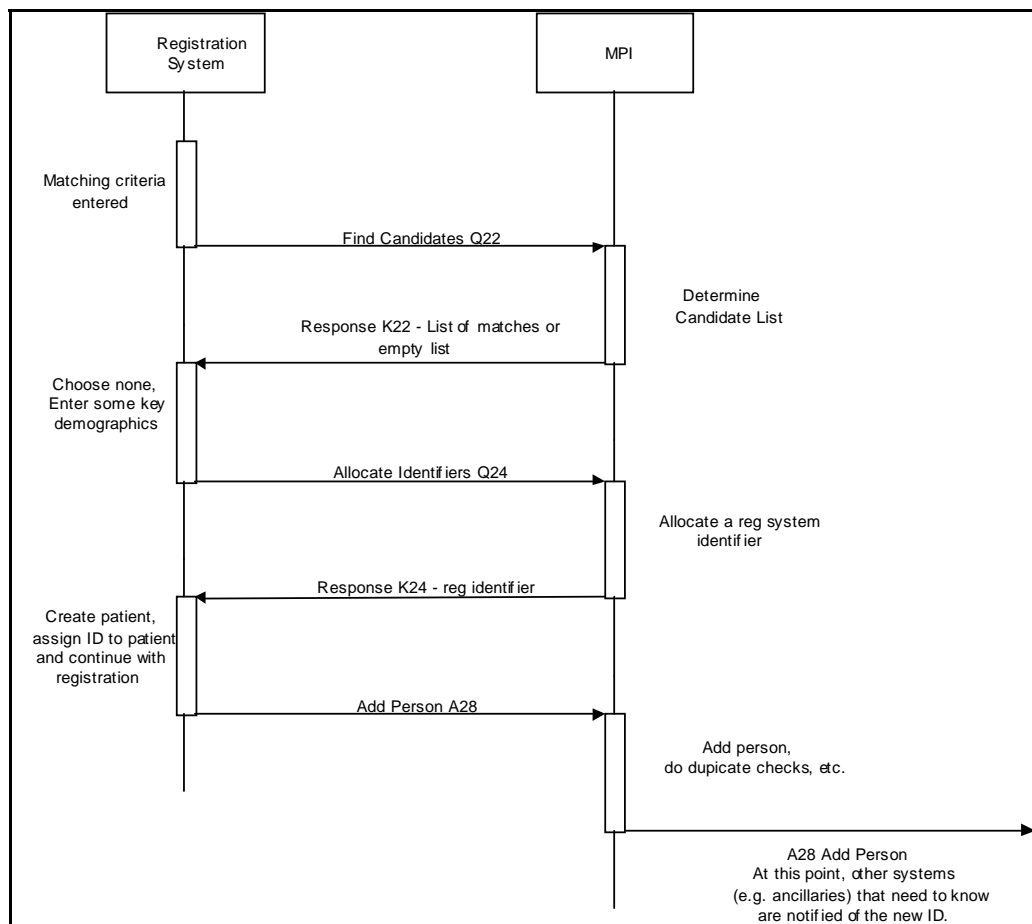 Registration
System
MPI
Matching criteria
entered
Find Candidates Q22
Determine
Candidate List
Response K22 - List of matches or
empty list
Choose none,
Enter some key
demographics
Allocate Identifiers Q24
Allocate a reg system
identifier
Response K24 - reg identifier
Create patient,
assign ID to patient
and continue with
registration
Add Person A28
Add person,
do dupicate checks, etc.
A28 Add Person
At this point, other systems
(e.g. ancillaries) that need to know
are notified of the new ID.